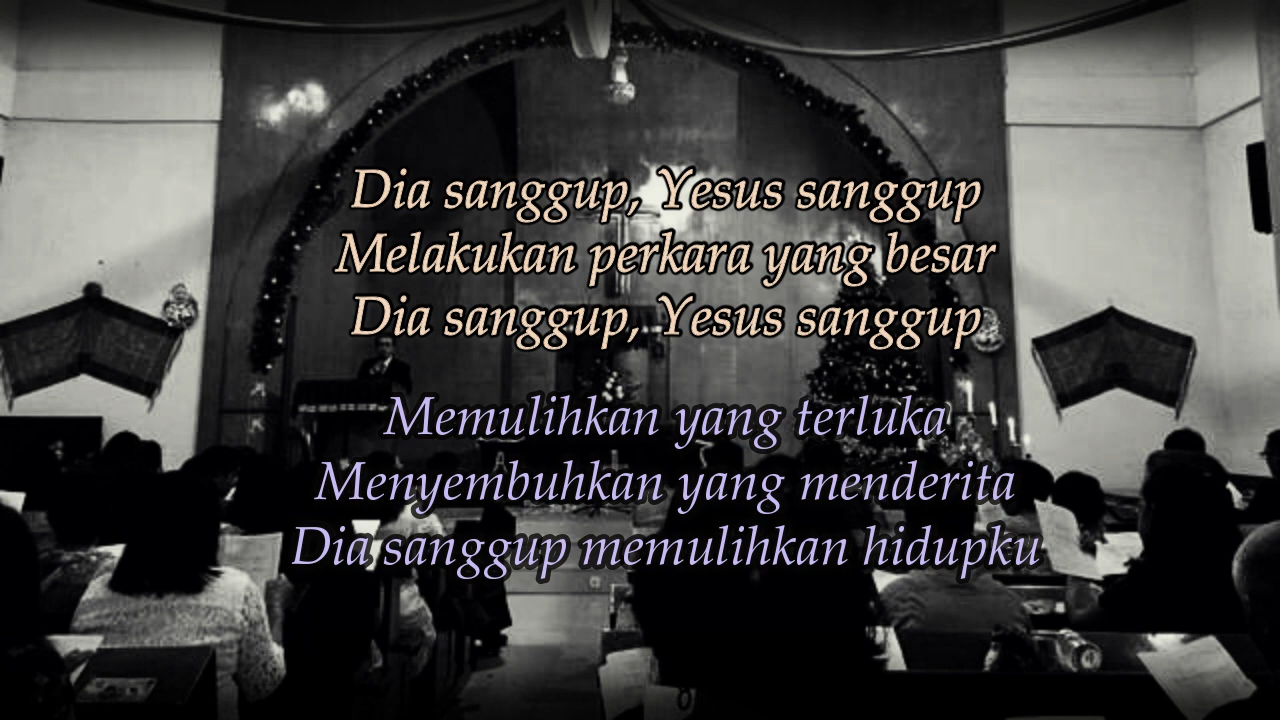 Dia sanggup, Yesus sanggup
Melakukan perkara yang besar
Dia sanggup, Yesus sanggup
Memulihkan yang terluka
Menyembuhkan yang menderita
Dia sanggup memulihkan hidupku